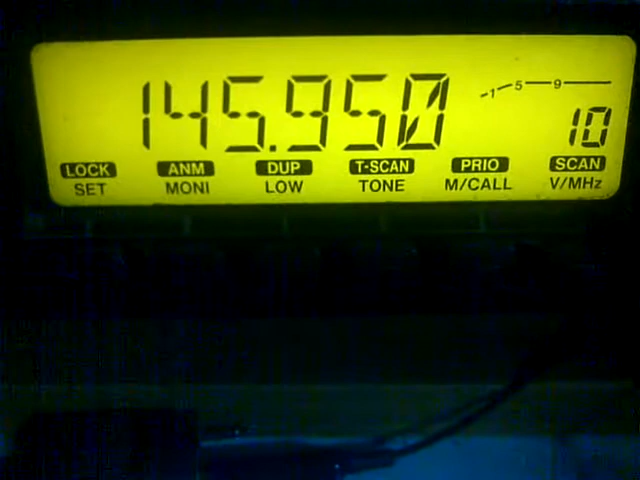 145.950
1 5 9
10
LOCK ANM DUP T-SCAN PRIO SCAN
SET MONI LOW TONE M/CALL V/MHz